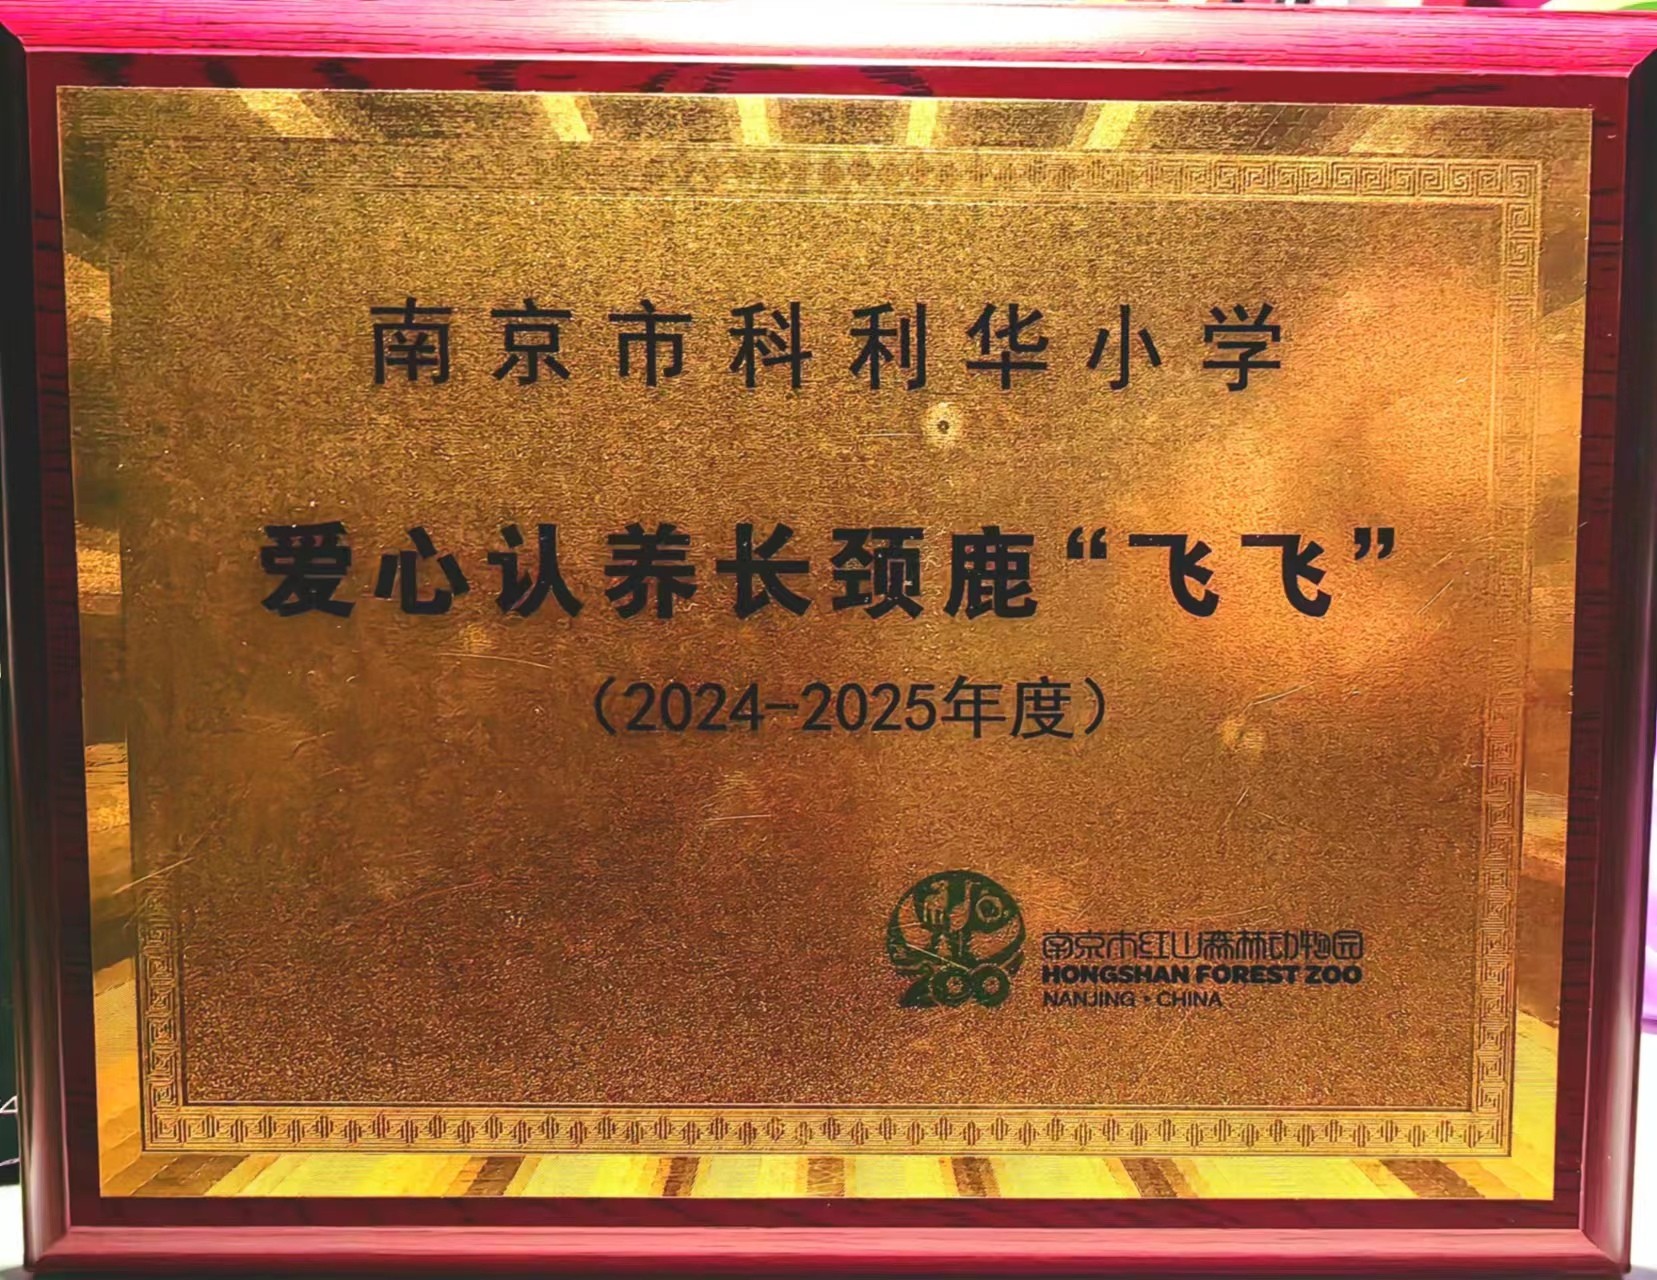 南京市科利华小学
爱心认养长颈鹿“飞飞”
（2024-2025年度）
ZOO
南京市红山森林动物园
HONGSHAN FOREST ZOO
NANJING·CHINA